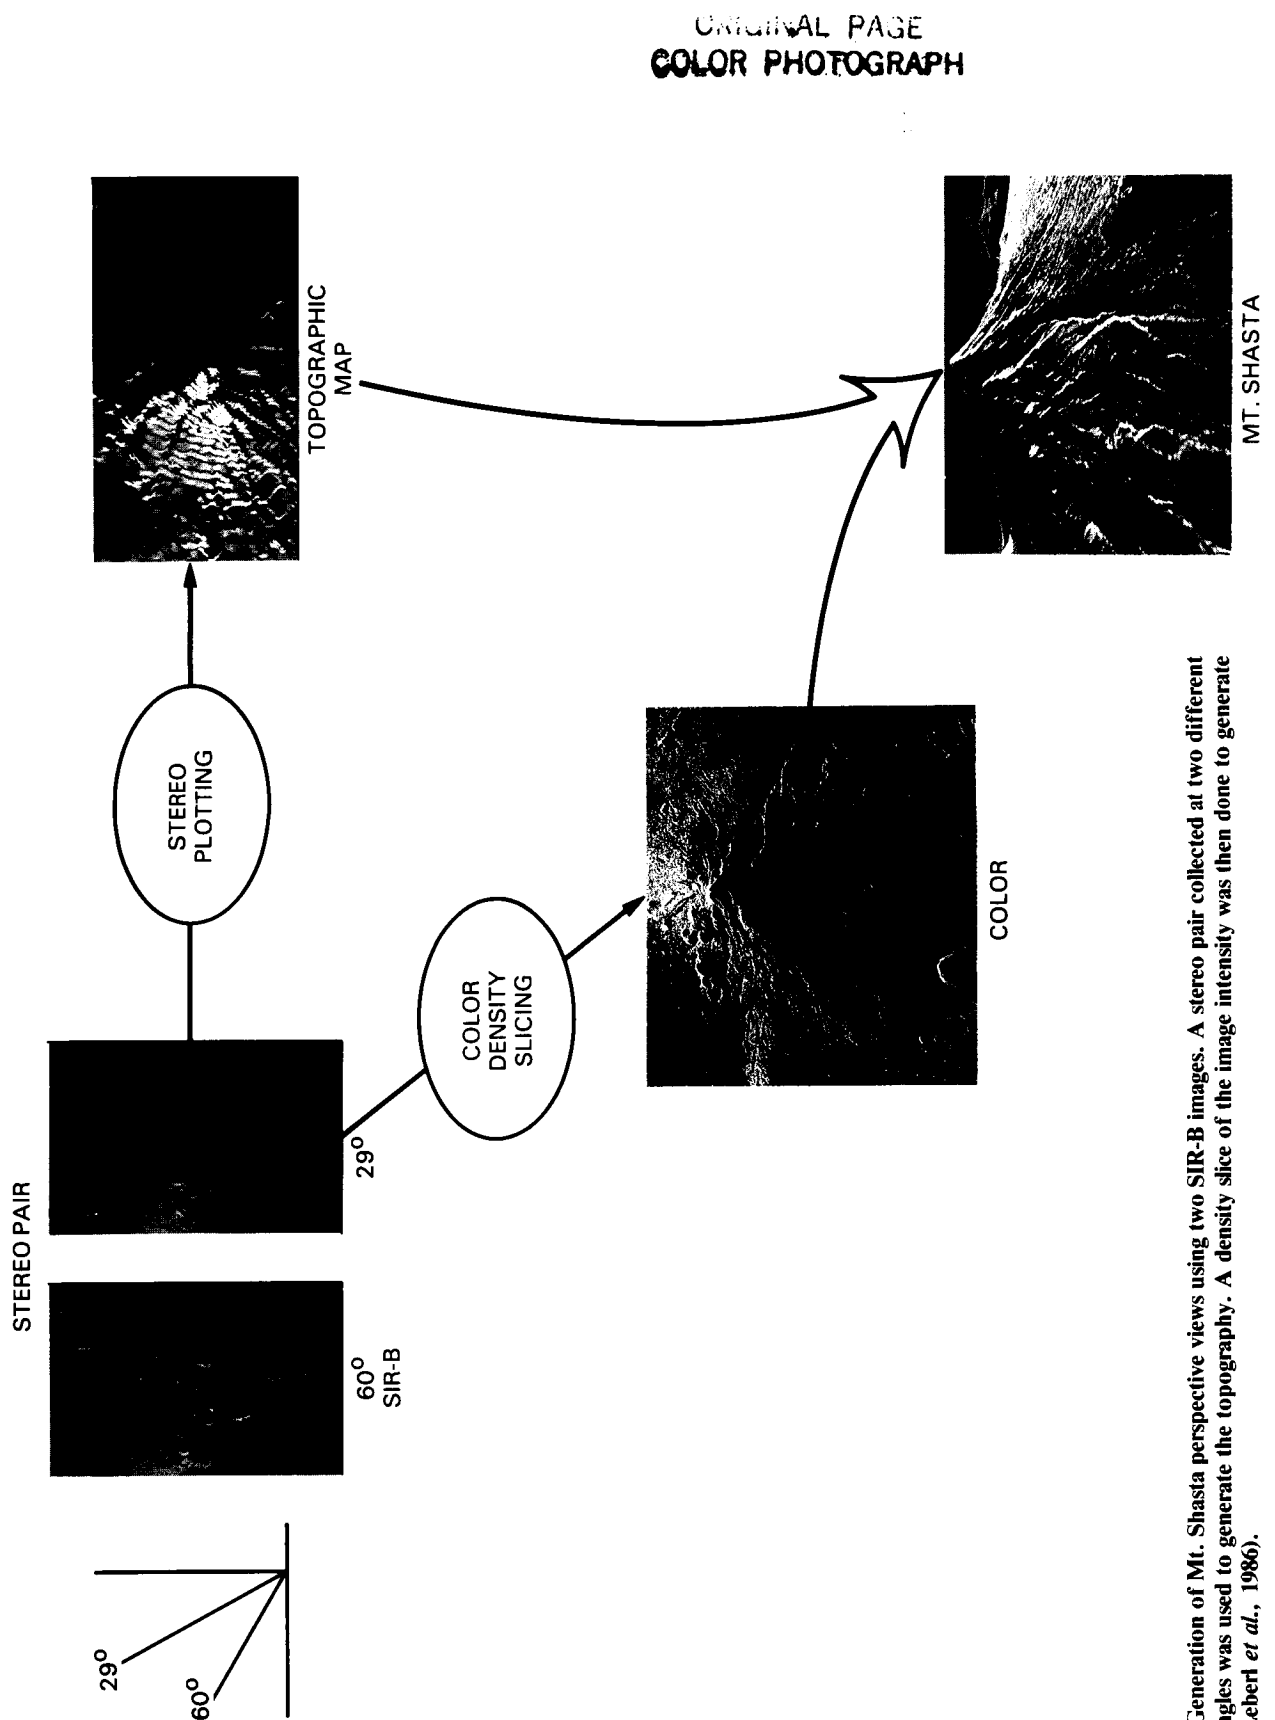 ORIGINAL PAGE
COLOR PHOTOGRAPH
STEREO PAIR
29°
60°
60°
SIR-B
29°
STEREO
PLOTTING
TOPOGRAPHIC
MAP
COLOR
DENSITY
SLICING
COLOR
MT. SHASTA
Generation of Mt. Shasta perspective views using two SIR-B images. A stereo pair collected at two different
was used to generate the topography. A density slice of the image intensity was then done to generate
et al., 1986).